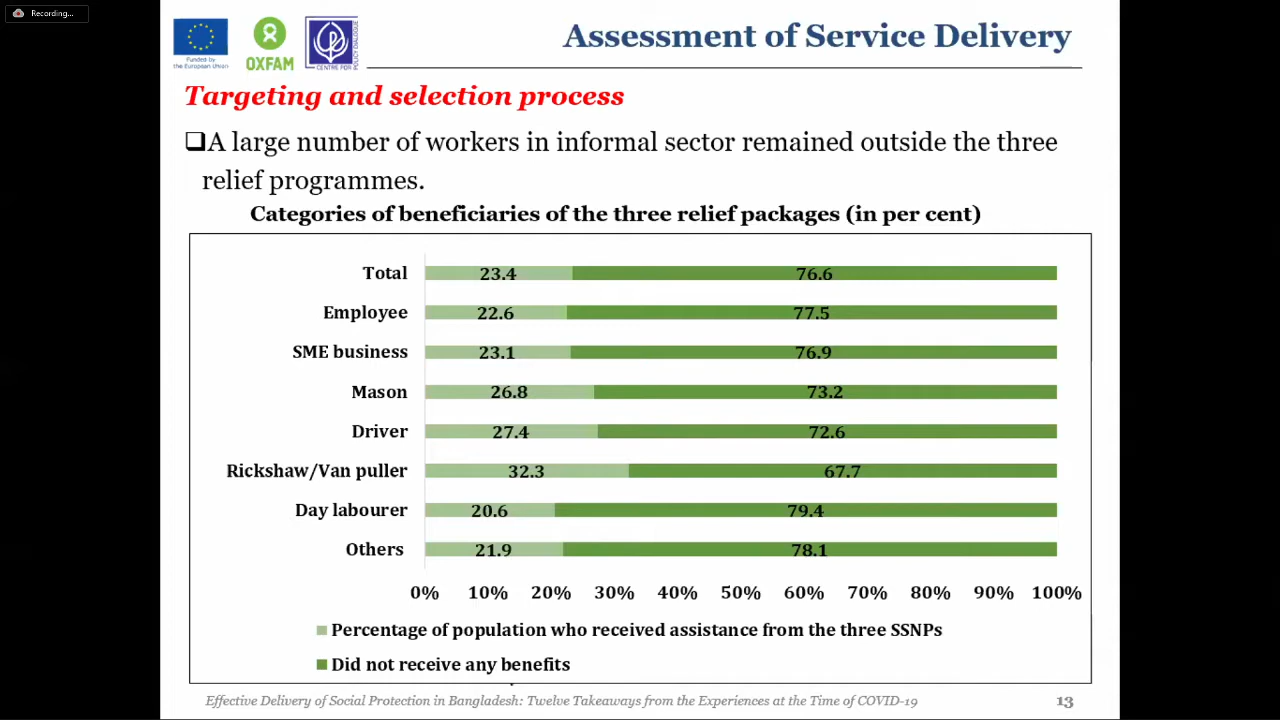 Recording...
Funded by
the European Union
OXFAM
CENTRE FOR
POLICY DIALOGUE
Assessment of Service Delivery
Targeting and selection process
❑A large number of workers in informal sector remained outside the three
relief programmes.
Categories of beneficiaries of the three relief packages (in per cent)
Total 23.4 76.6
Employee 22.6 77.5
SME business 23.1 76.9
Mason 26.8 73.2
Driver 27.4 72.6
Rickshaw/Van puller 32.3 67.7
Day labourer 20.6 79.4
Others 21.9 78.1
0% 10% 20% 30% 40% 50% 60% 70% 80% 90% 100%
Percentage of population who received assistance from the three SSNPs
Did not receive any benefits
Effective Delivery of Social Protection in Bangladesh: Twelve Takeaways from the Experiences at the Time of COVID-19 13